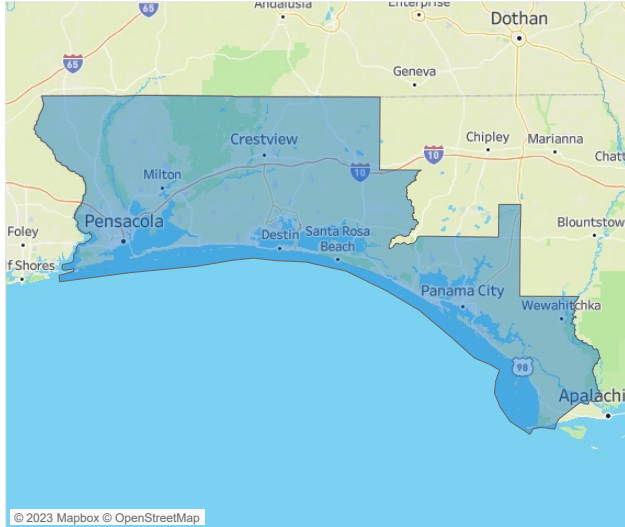 Andalusia
Enterprise
65
Dothan
65
Geneva
Crestview
Chipley
Marianna
10
Chatt
10
Milton
Pensacola
Blountstow
Foley
Destin
Santa Rosa
Beach
f Shores
Panama City
Wewahitchka
98
Apalachi
© 2023 Mapbox © OpenStreetMap